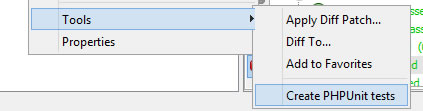 Tools
Properties
Apply Diff Patch...
Diff To...
Add to Favorites
Create PHPUnit tests